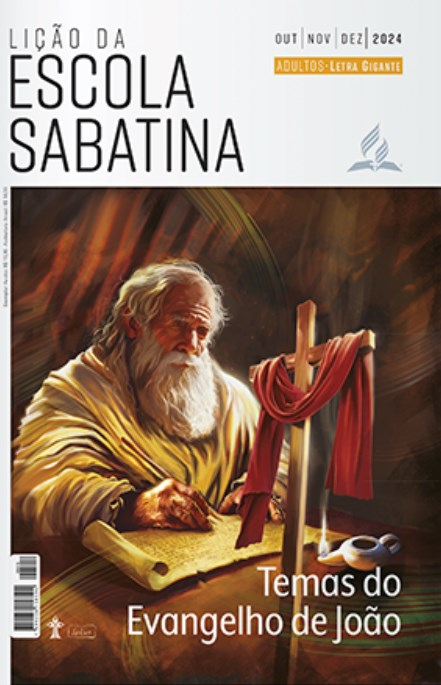 LIÇÃO DA
ESCOLA
SABATINA
OUT | NOV | DEZ | 2024
ADULTOS · LETRA GIGANTE
Temas do
Evangelho de João